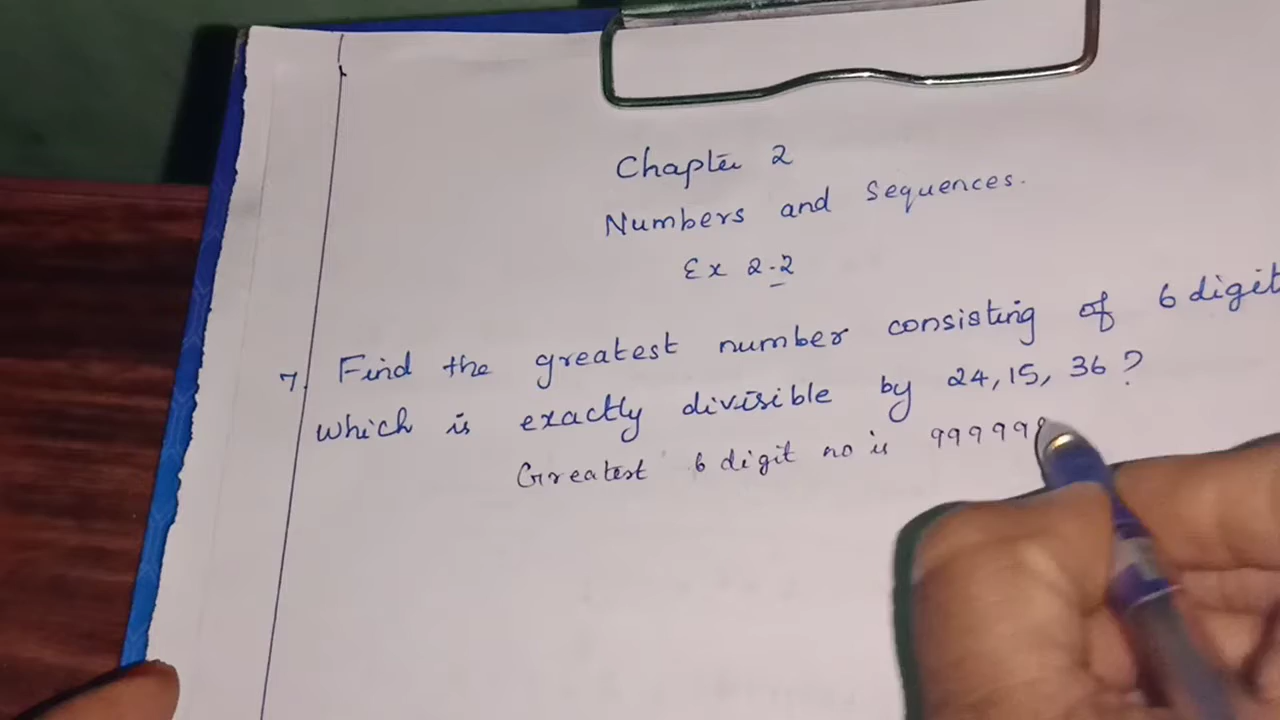 Chapter 2
Numbers and Sequences.
Ex 2.2
7. Find the greatest number consisting of 6 digit
which is exactly divisible by 24, 15, 36?
Greatest 6 digit no is 999999